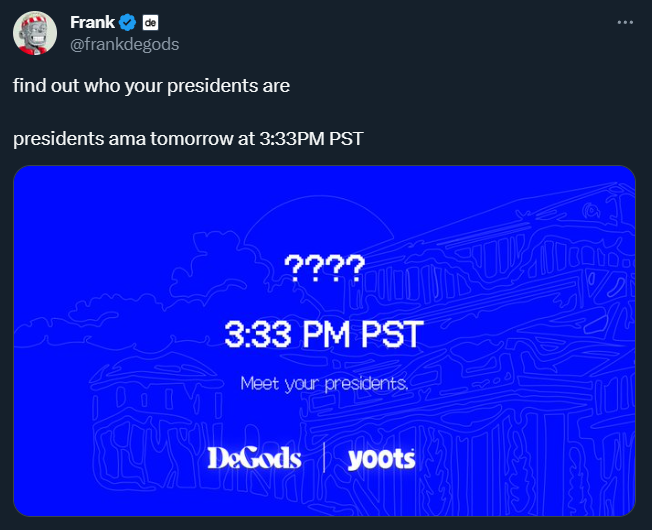 Frank de
@frankdegods
find out who your presidents are
presidents ama tomorrow at 3:33PM PST
????
3:33 PM PST
Meet your presidents.
DeGods | y00ts